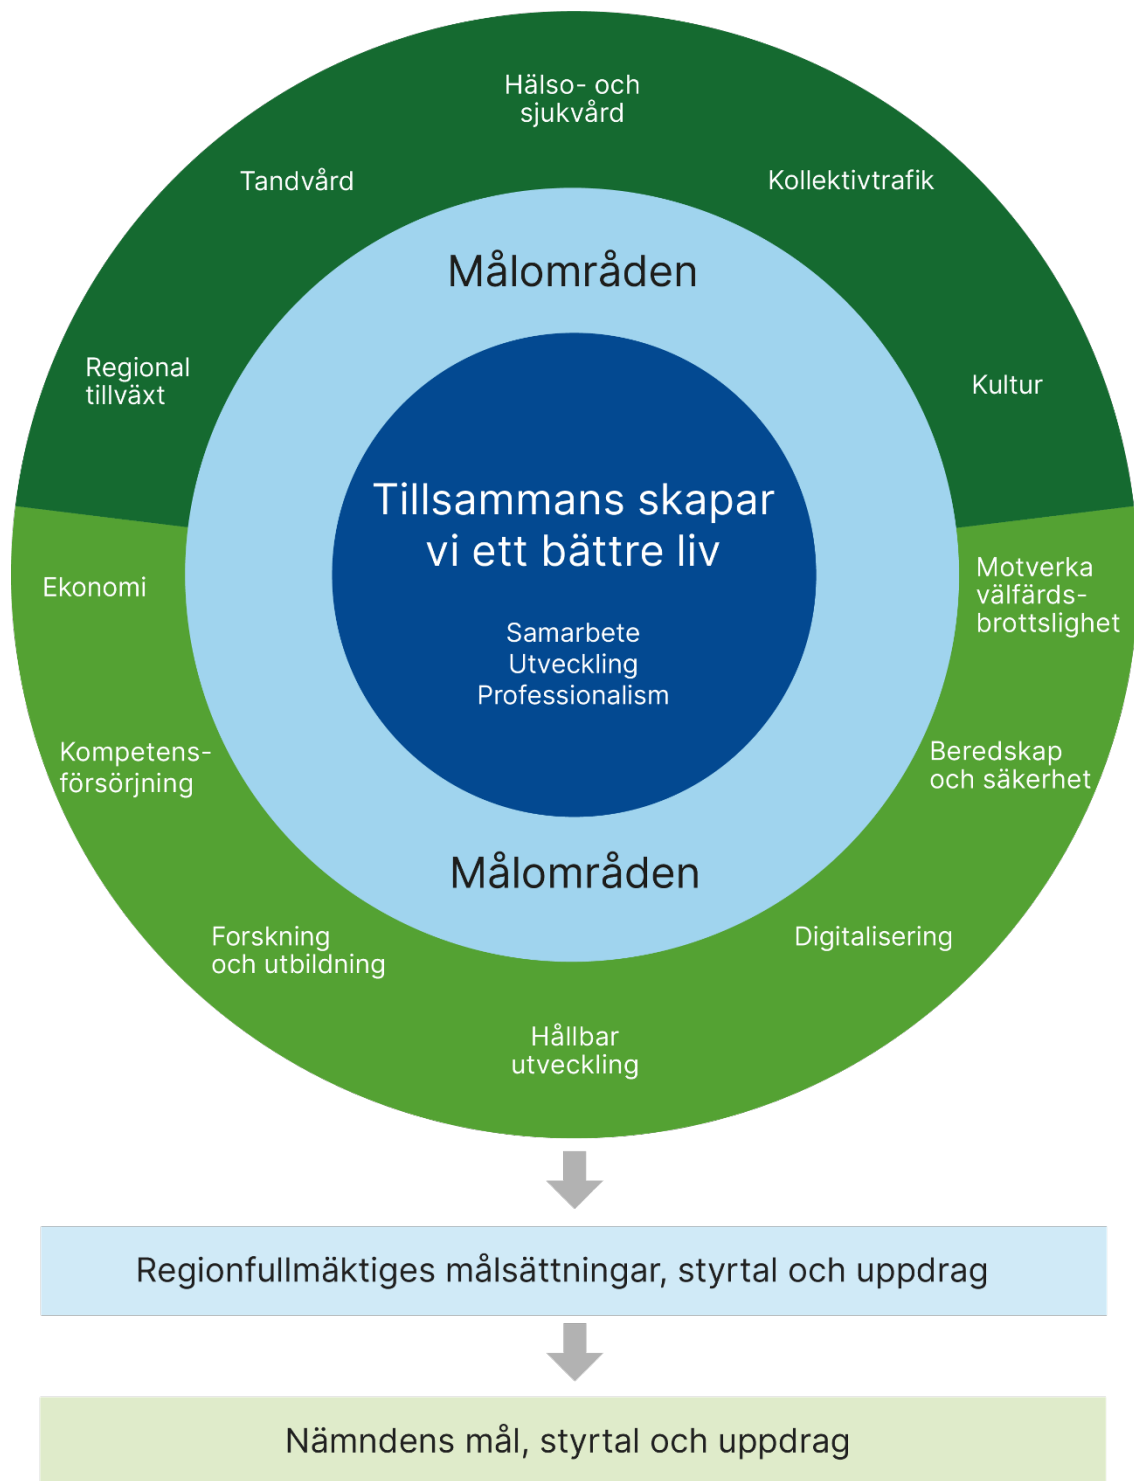 Hälso- och
sjukvård
Tandvård
Kollektivtrafik
Målområden
Regional
tillväxt
Kultur
Tillsammans skapar
vi ett bättre liv
Samarbete
Utveckling
Professionalism
Ekonomi
Motverka
välfärds-
brottslighet
Kompetens-
försörjning
Beredskap
och säkerhet
Målområden
Forskning
och utbildning
Digitalisering
Hållbar
utveckling
Regionfullmäktiges målsättningar, styrtal och uppdrag
Nämndens mål, styrtal och uppdrag